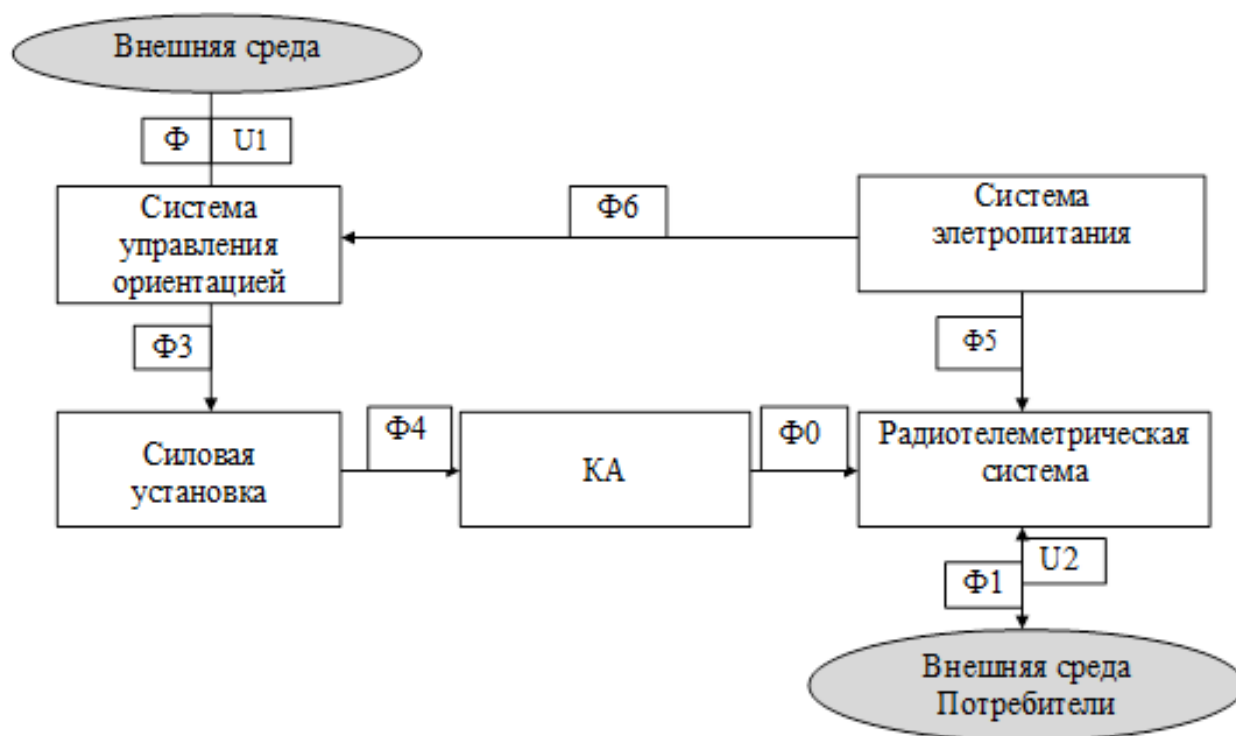 Внешняя среда
Ф U1
Система
управления
ориентацией
Ф6
Система
элетропитания
Ф3
Ф5
Силовая
установка
Ф4
КА
Ф0
Радиотелеметрическая
система
U2
Ф1
Внешняя среда
Потребители